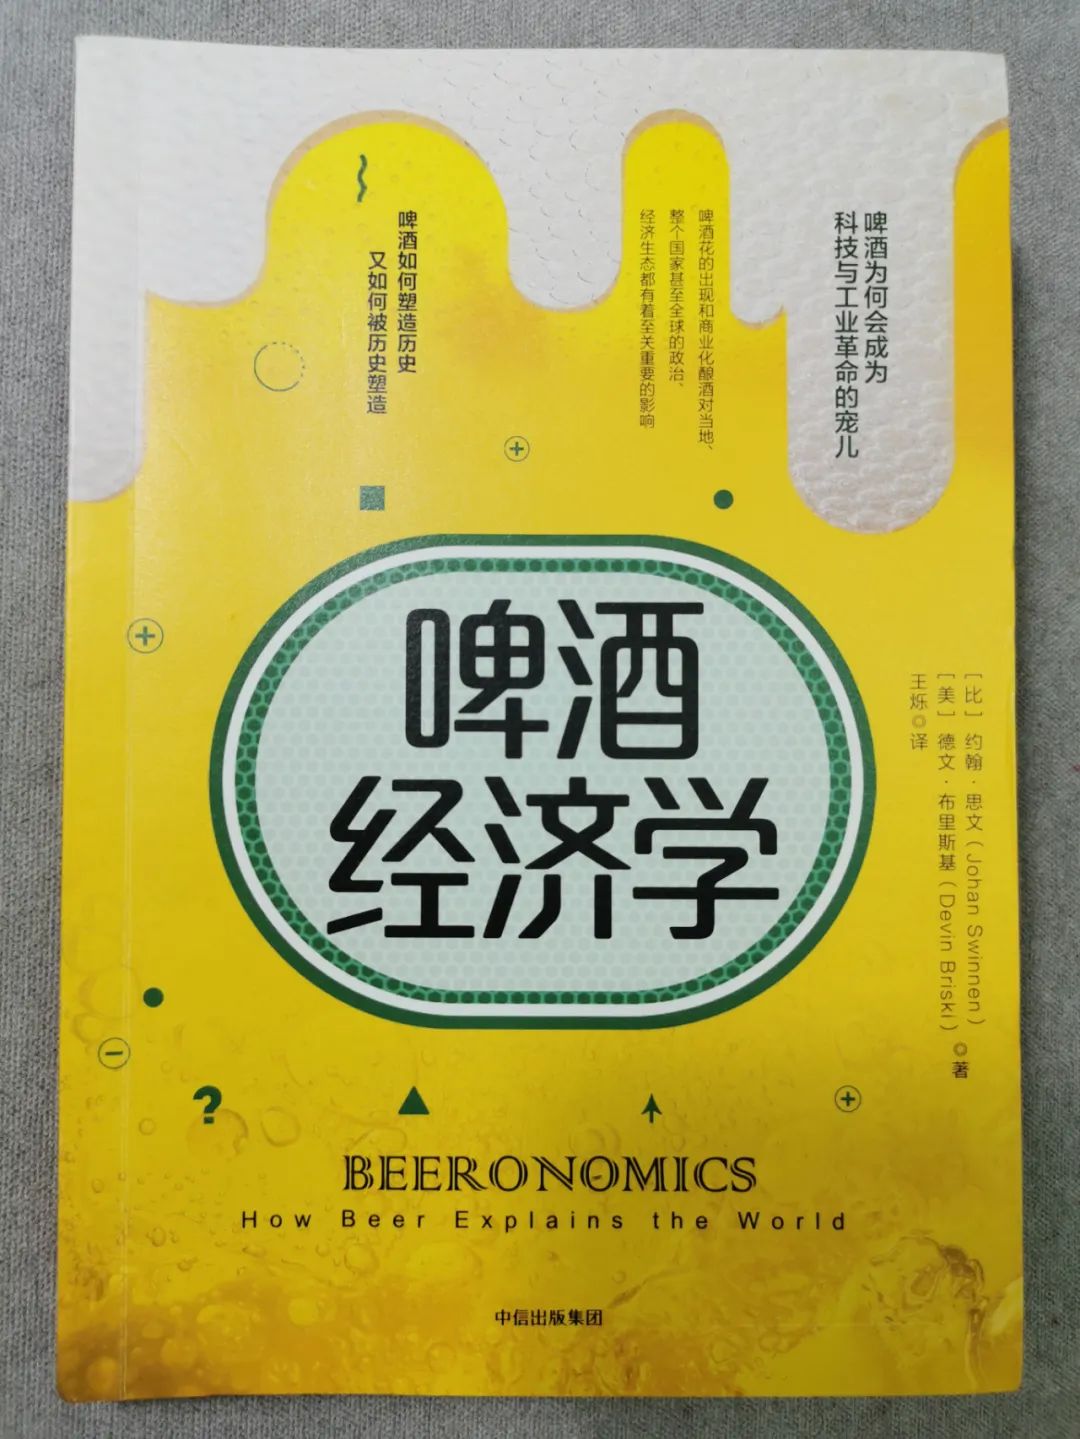 啤酒为何会成为
科技与工业革命的宠儿
啤酒花的出现和商业化酿酒对当地、
整个国家甚至全球的政治、
经济生态都有着至关重要的影响
啤酒如何塑造历史
又如何被历史塑造
啤酒
经济学
[比] 约翰·思文(Johan Swinnen)
[美] 德文·布里斯基(Devin Briski) ◎ 著
王烁 ◎ 译
?
BEERONOMICS
How Beer Explains the World
中信出版集团